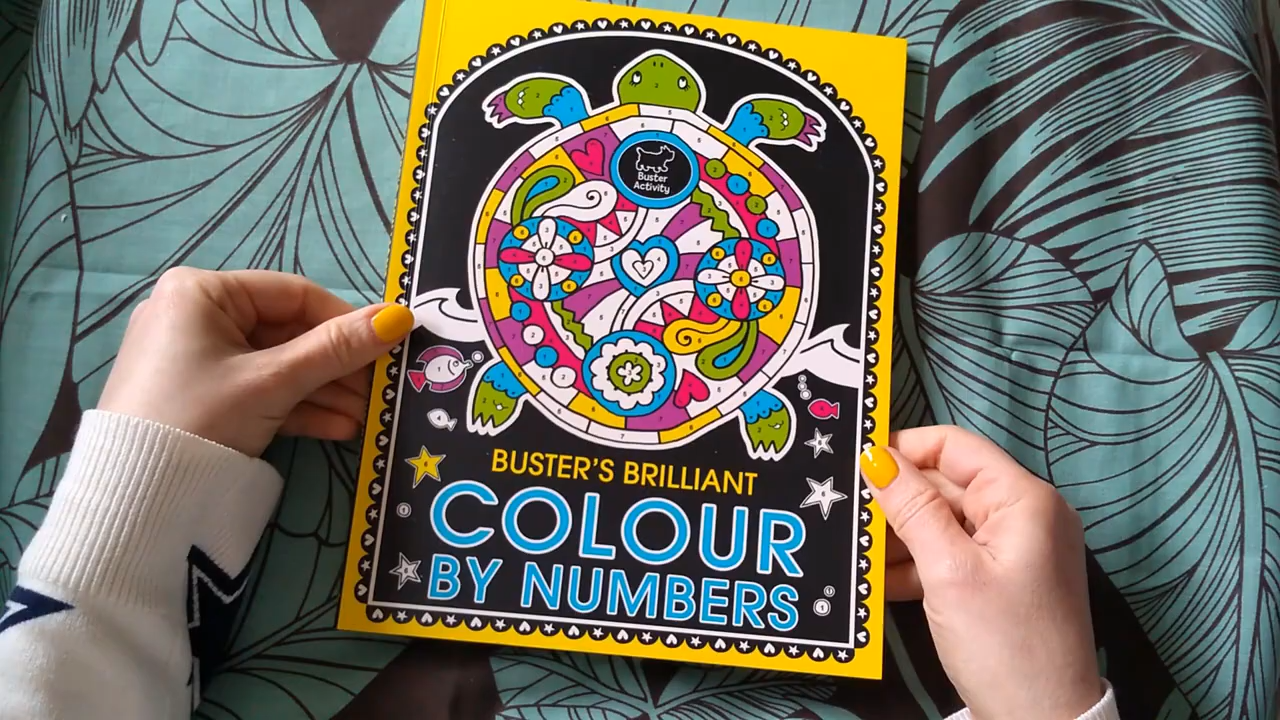 Buster
Activity
BUSTER'S BRILLIANT
COLOUR
BY NUMBERS